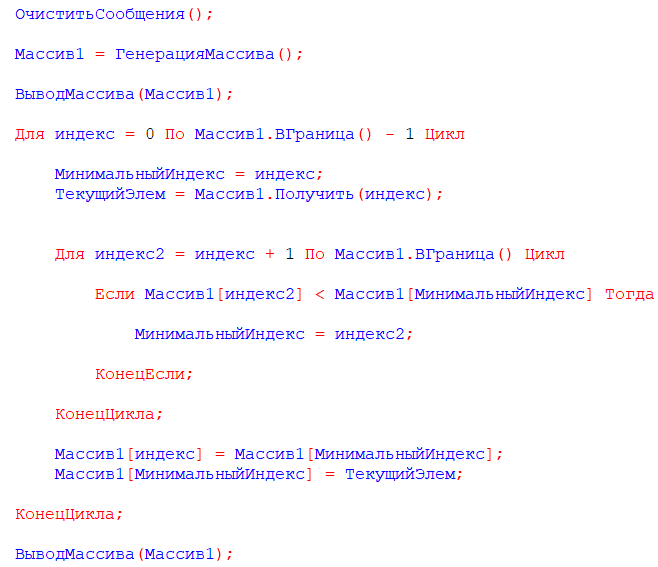 ОчиститьСообщения();
Массив1 = ГенерацияМассива();
ВыводМассива(Массив1);
Для индекс = 0 По Массив1.ВГраница() - 1 Цикл
МинимальныйИндекс = индекс;
ТекущийЭлем = Массив1.Получить(индекс);
Для индекс2 = индекс + 1 По Массив1.ВГраница() Цикл
Если Массив1[индекс2] < Массив1[МинимальныйИндекс] Тогда
МинимальныйИндекс = индекс2;
КонецЕсли;
КонецЦикла;
Массив1[индекс] = Массив1[МинимальныйИндекс];
Массив1[МинимальныйИндекс] = ТекущийЭлем;
КонецЦикла;
ВыводМассива(Массив1);